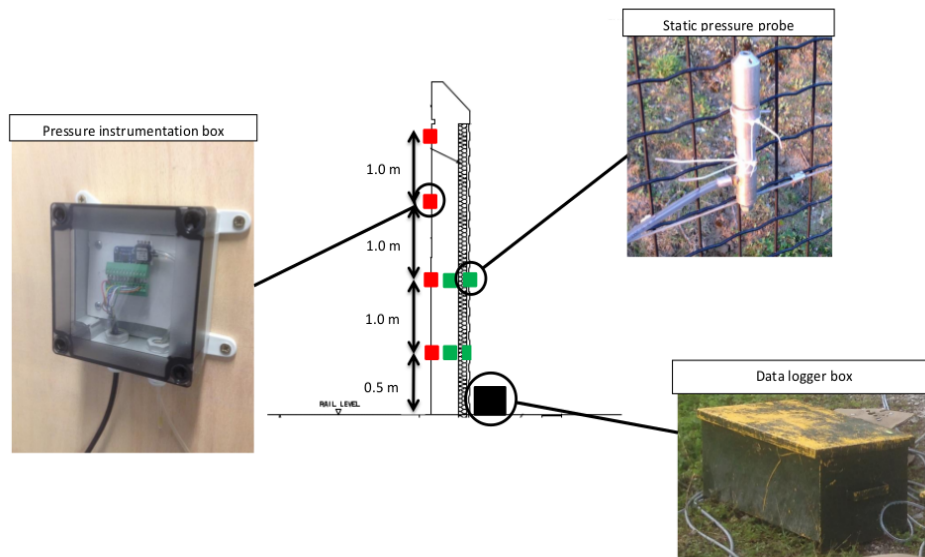 Static pressure probe
Pressure instrumentation box
1.0 m
1.0 m
1.0 m
0.5 m
RAIL LEVEL
Data logger box